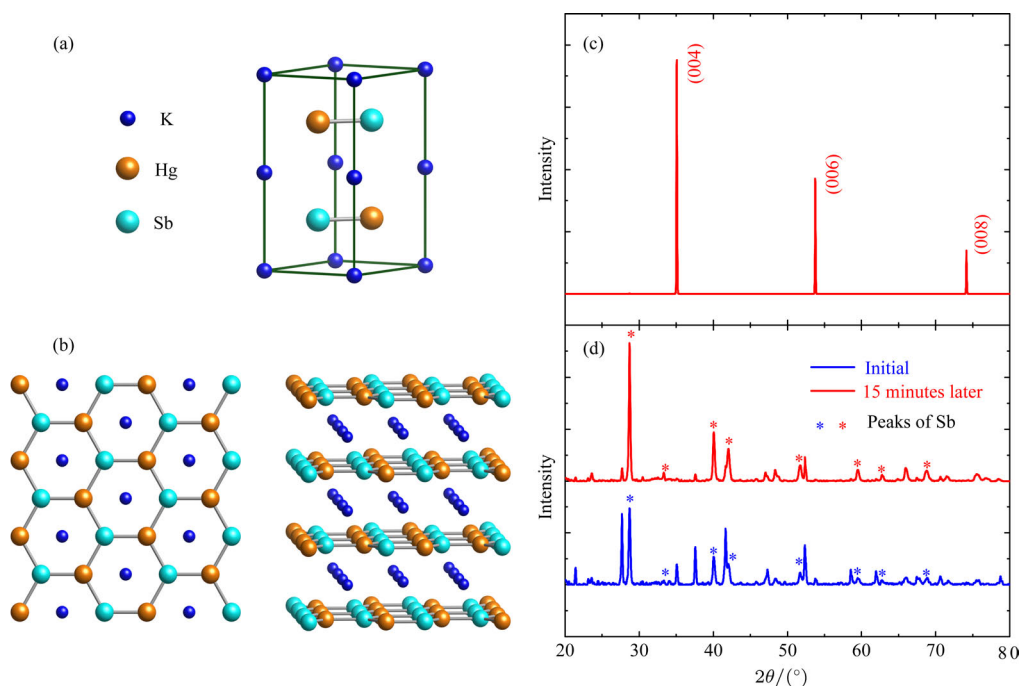 (a)
K
Hg
Sb
(b)
(c)
Intensity
(004)
(006)
(008)
(d)
Initial
15 minutes later
* * Peaks of Sb
* * * * * * * *
* * * * * * * *
Intensity
20 30 40 50 60 70 80
2θ/(°)